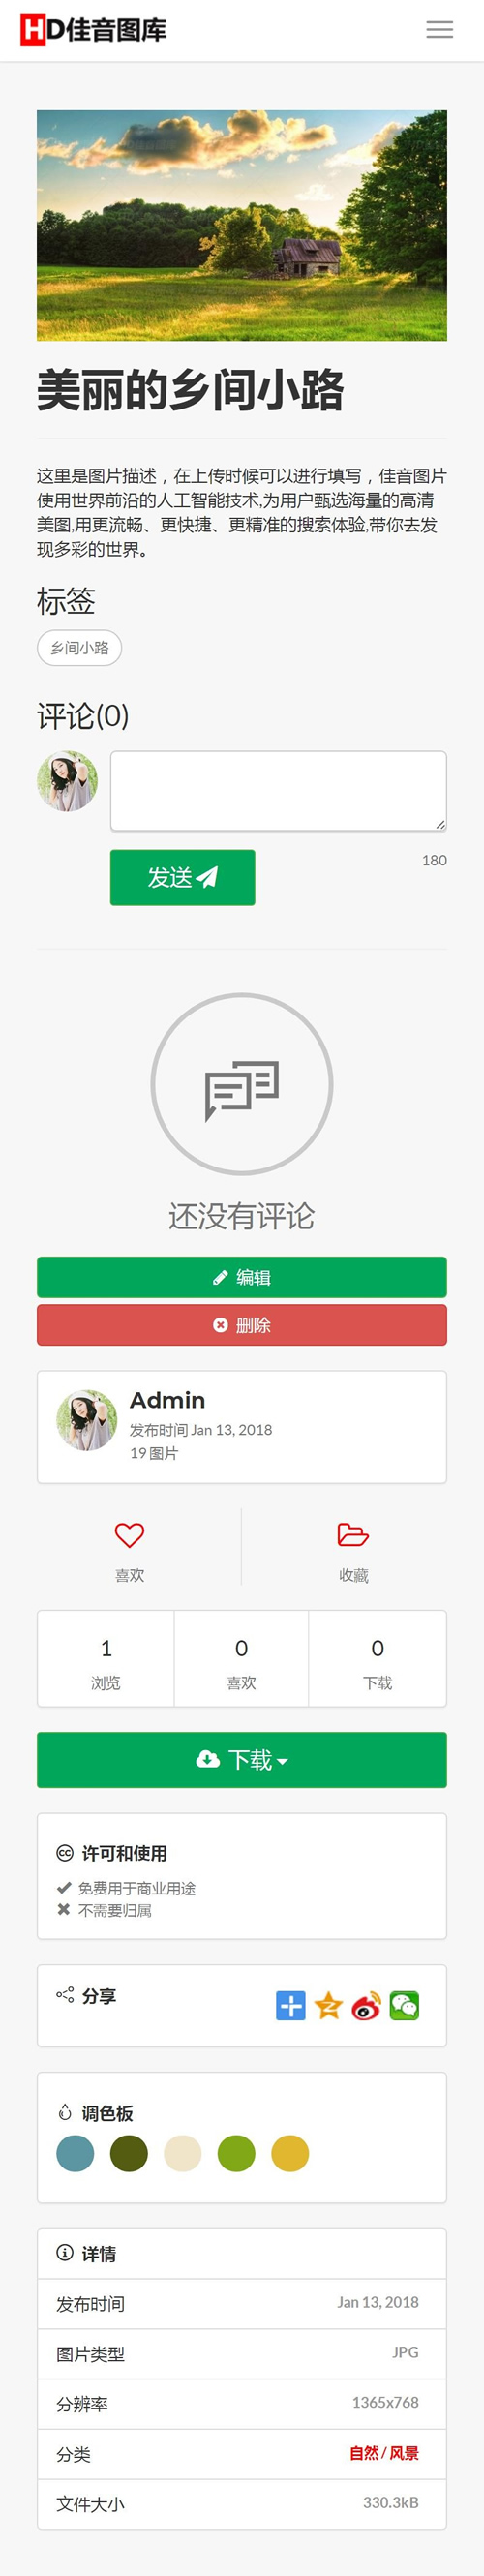 HD佳音图库
美丽的乡间小路
这里是图片描述，在上传时候可以进行填写，佳音图片
使用世界前沿的人工智能技术,为用户甄选海量的高清
美图,用更流畅、更快捷、更精准的搜索体验,带你去发
现多彩的世界。
标签
乡间小路
评论(0)
发送
180
还没有评论
编辑
删除
Admin
发布时间 Jan 13, 2018
19 图片
喜欢
收藏
1
0
0
浏览
喜欢
下载
下载
许可和使用
免费用于商业用途
不需要归属
分享
调色板
详情
发布时间
Jan 13, 2018
图片类型
JPG
分辨率
1365x768
分类
自然 / 风景
文件大小
330.3kB